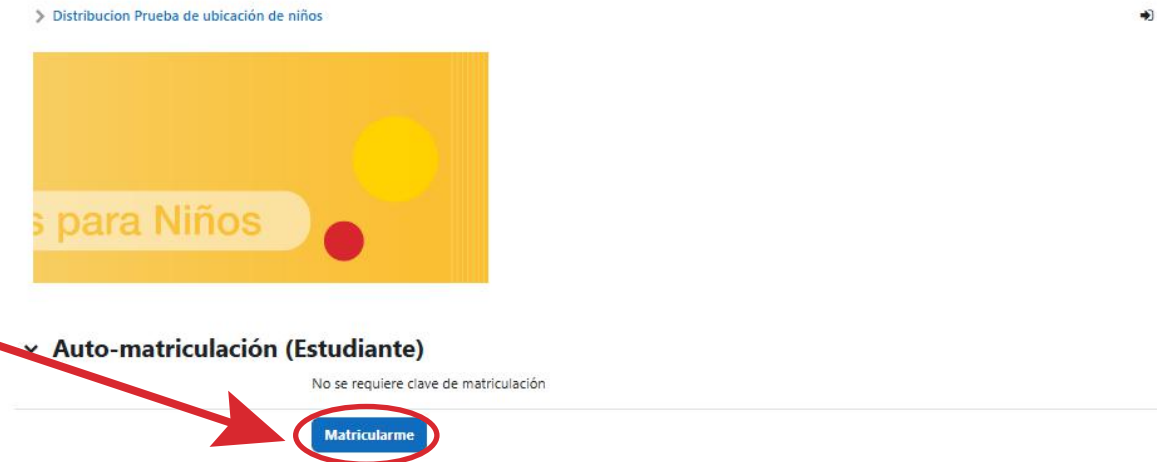 Distribucion Prueba de ubicación de niños
para Niños
Auto-matriculación (Estudiante)
No se requiere clave de matriculación
Matricularme